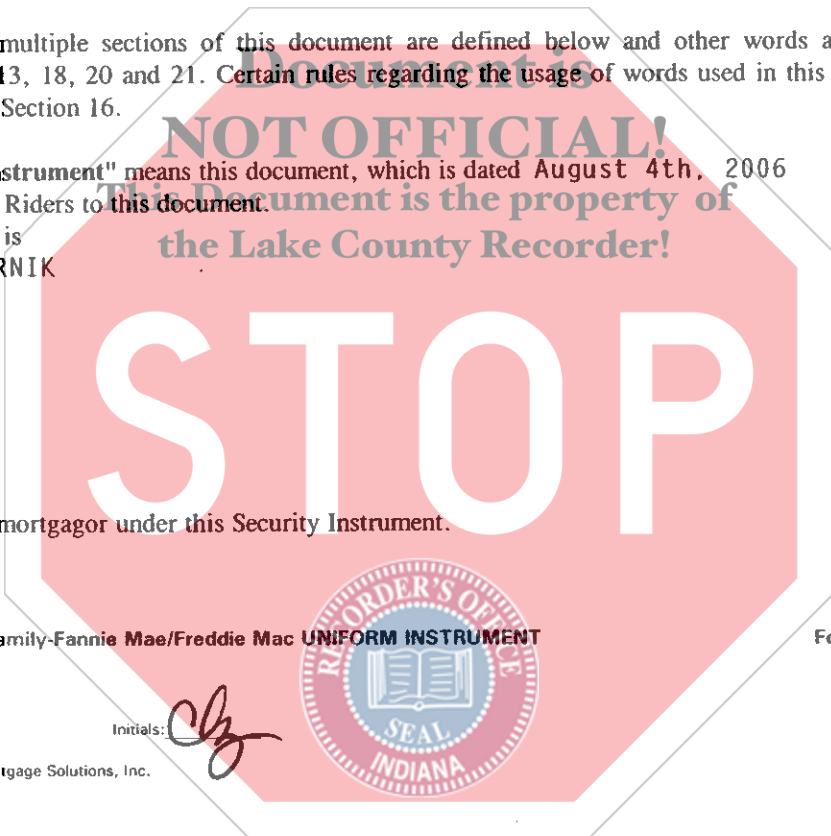 multiple sections of this document are defined below and other words a
13, 18, 20 and 21. Certain rules regarding the usage of words used in this
Document is
Section 16.
NOT OFFICIAL!
strument" means this document, which is dated August 4th, 2006
This Document is the property of
Riders to this document.
is
the Lake County Recorder!
RNIK
STOP
mortgagor under this Security Instrument.
RECORDER'S OFFICE
SEAL
INDIANA
amily-Fannie Mae/Freddie Mac UNIFORM INSTRUMENT
Fo
Initials:
tgage Solutions, Inc.